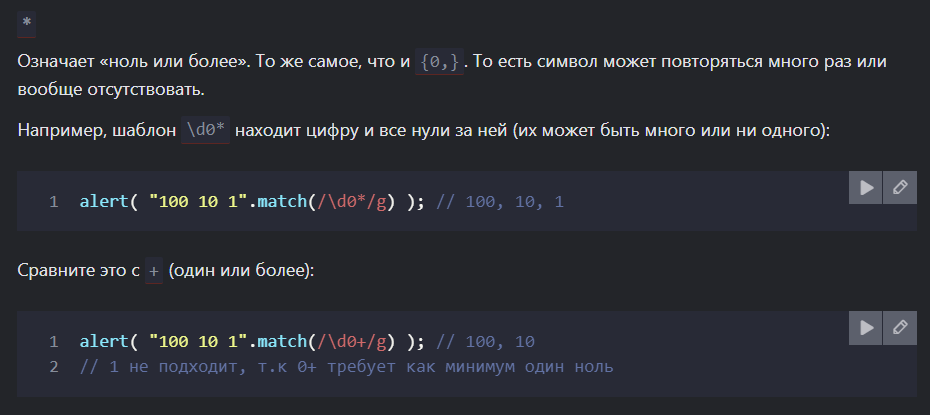 *
Означает «ноль или более». То же самое, что и {0,}. То есть символ может повторяться много раз или
вообще отсутствовать.
Например, шаблон \d0* находит цифру и все нули за ней (их может быть много или ни одного):
1 alert( "100 10 1".match(/\d0*/g) ); // 100, 10, 1
Сравните это с + (один или более):
1 alert( "100 10 1".match(/\d0+/g) ); // 100, 10
2 // 1 не подходит, т.к 0+ требует как минимум один ноль